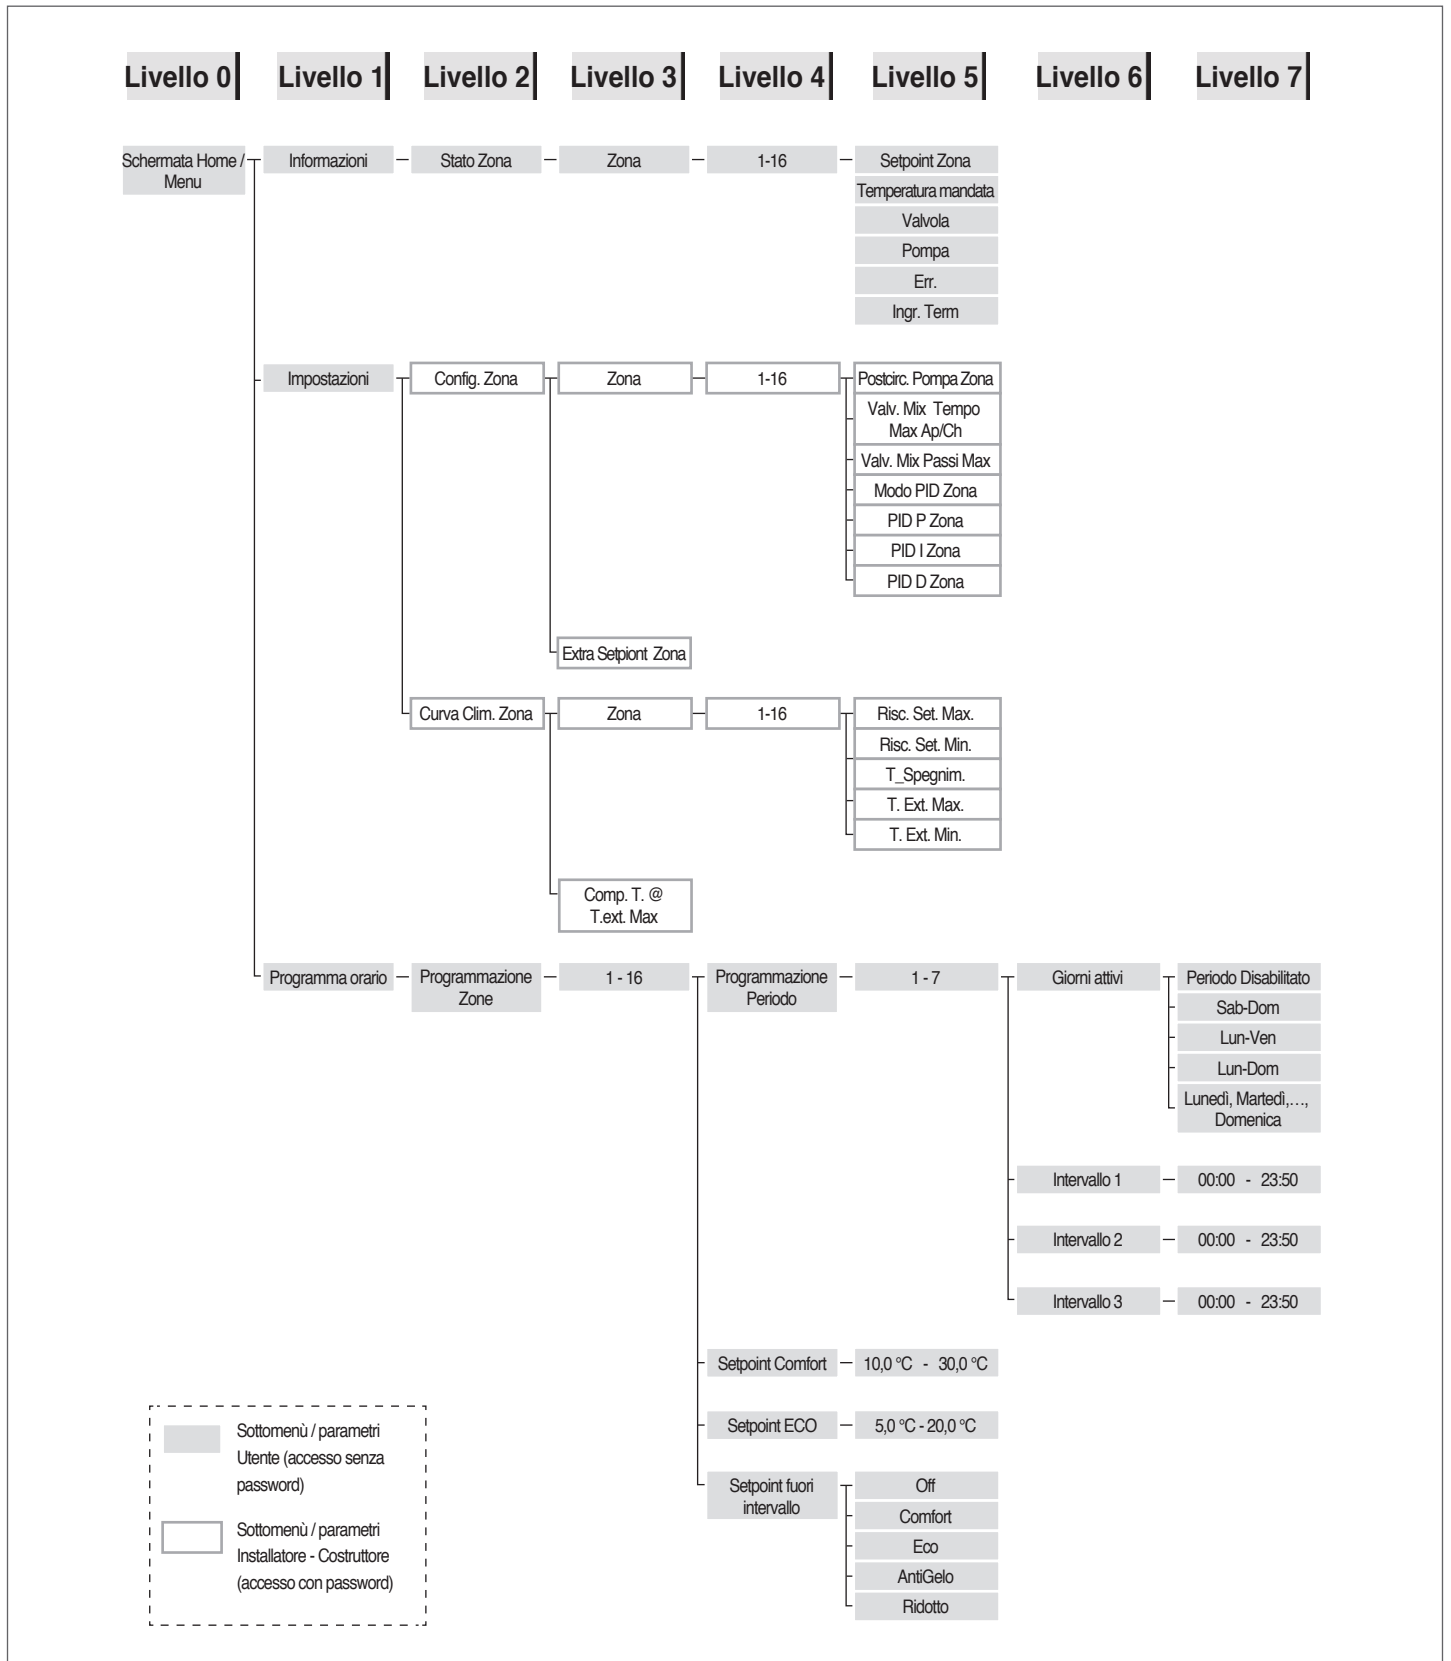 Livello 0 Livello 1 Livello 2 Livello 3 Livello 4 Livello 5 Livello 6 Livello 7
Schermata Home /
Menu
Informazioni
Stato Zona
Zona
1-16
Setpoint Zona
Temperatura mandata
Valvola
Pompa
Err.
Ingr. Term
Impostazioni
Config. Zona
Zona
1-16
Postcirc. Pompa Zona
Valv. Mix Tempo
Max Ap/Ch
Valv. Mix Passi Max
Modo PID Zona
PID P Zona
PID I Zona
PID D Zona
Extra Setpiont Zona
Curva Clim. Zona
Zona
1-16
Risc. Set. Max.
Risc. Set. Min.
T_Spegnim.
T. Ext. Max.
T. Ext. Min.
Comp. T. @
T.ext. Max
Programma orario
Programmazione
Zone
1 - 16
Programmazione
Periodo
1 - 7
Giorni attivi
Periodo Disabilitato
Sab-Dom
Lun-Ven
Lun-Dom
Lunedì, Martedì,…,
Domenica
Intervallo 1
00:00 - 23:50
Intervallo 2
00:00 - 23:50
Intervallo 3
00:00 - 23:50
Setpoint Comfort
10,0 °C - 30,0 °C
Setpoint ECO
5,0 °C - 20,0 °C
Setpoint fuori
intervallo
Off
Comfort
Eco
AntiGelo
Ridotto
Sottomenù / parametri
Utente (accesso senza
password)
Sottomenù / parametri
Installatore - Costruttore
(accesso con password)